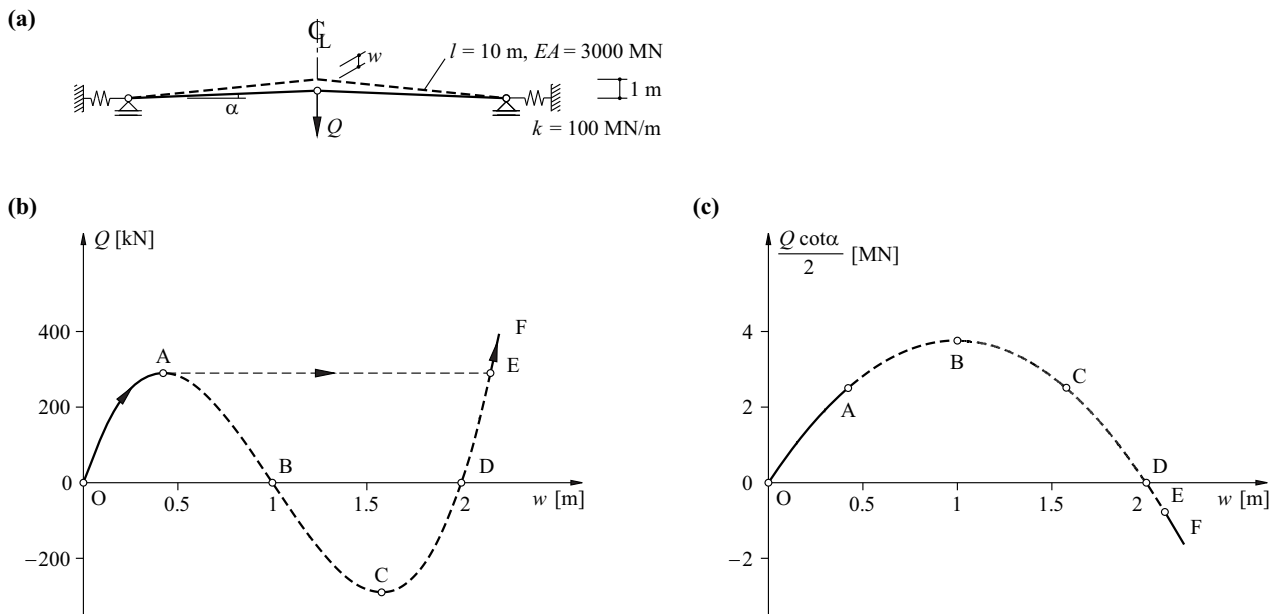 (a)
℄
w
l = 10 m, EA = 3000 MN
1 m
α
Q
k = 100 MN/m
(b)
Q [kN]
400
200
0
−200
O
A
B
C
D
E
F
0.5
1
1.5
2
w [m]
(c)
Q cotα
2
[MN]
4
2
0
−2
O
A
B
C
D
E
F
0.5
1
1.5
2
w [m]